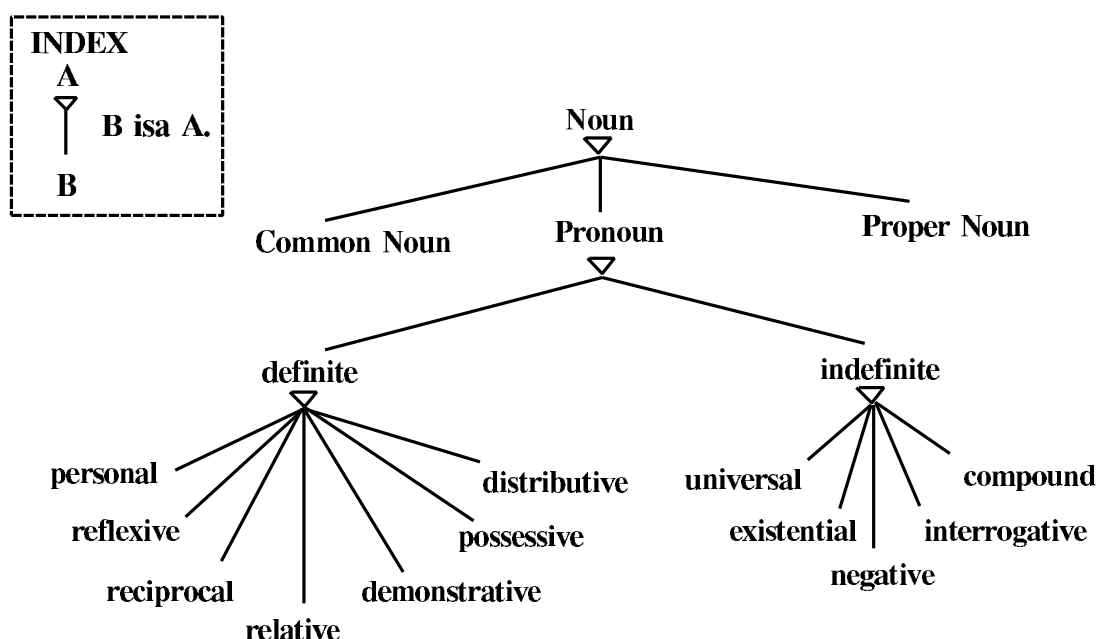 INDEX
A
B isa A.
B
Noun
Common Noun
Pronoun
Proper Noun
definite
indefinite
personal
reflexive
reciprocal
relative
demonstrative
possessive
distributive
universal
existential
negative
interrogative
compound